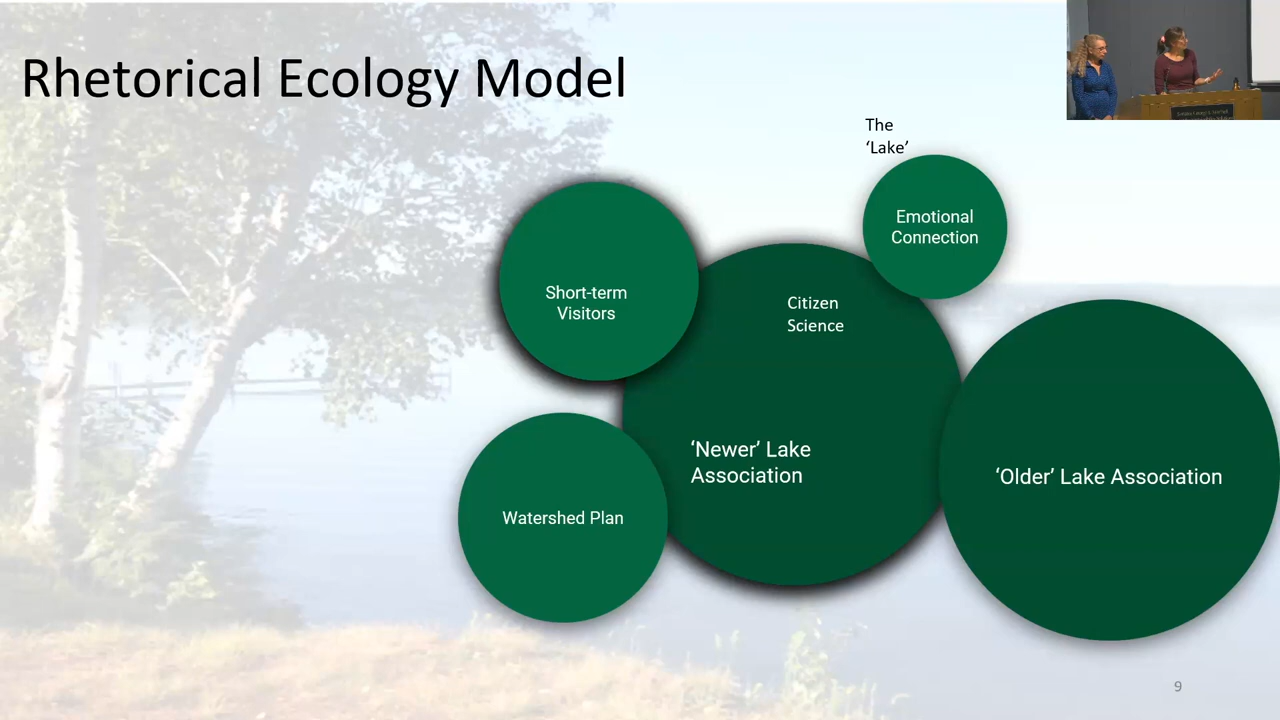 Rhetorical Ecology Model
The
‘Lake’
Emotional
Connection
Short-term
Visitors
Citizen
Science
‘Newer’ Lake
Association
‘Older’ Lake Association
Watershed Plan
9